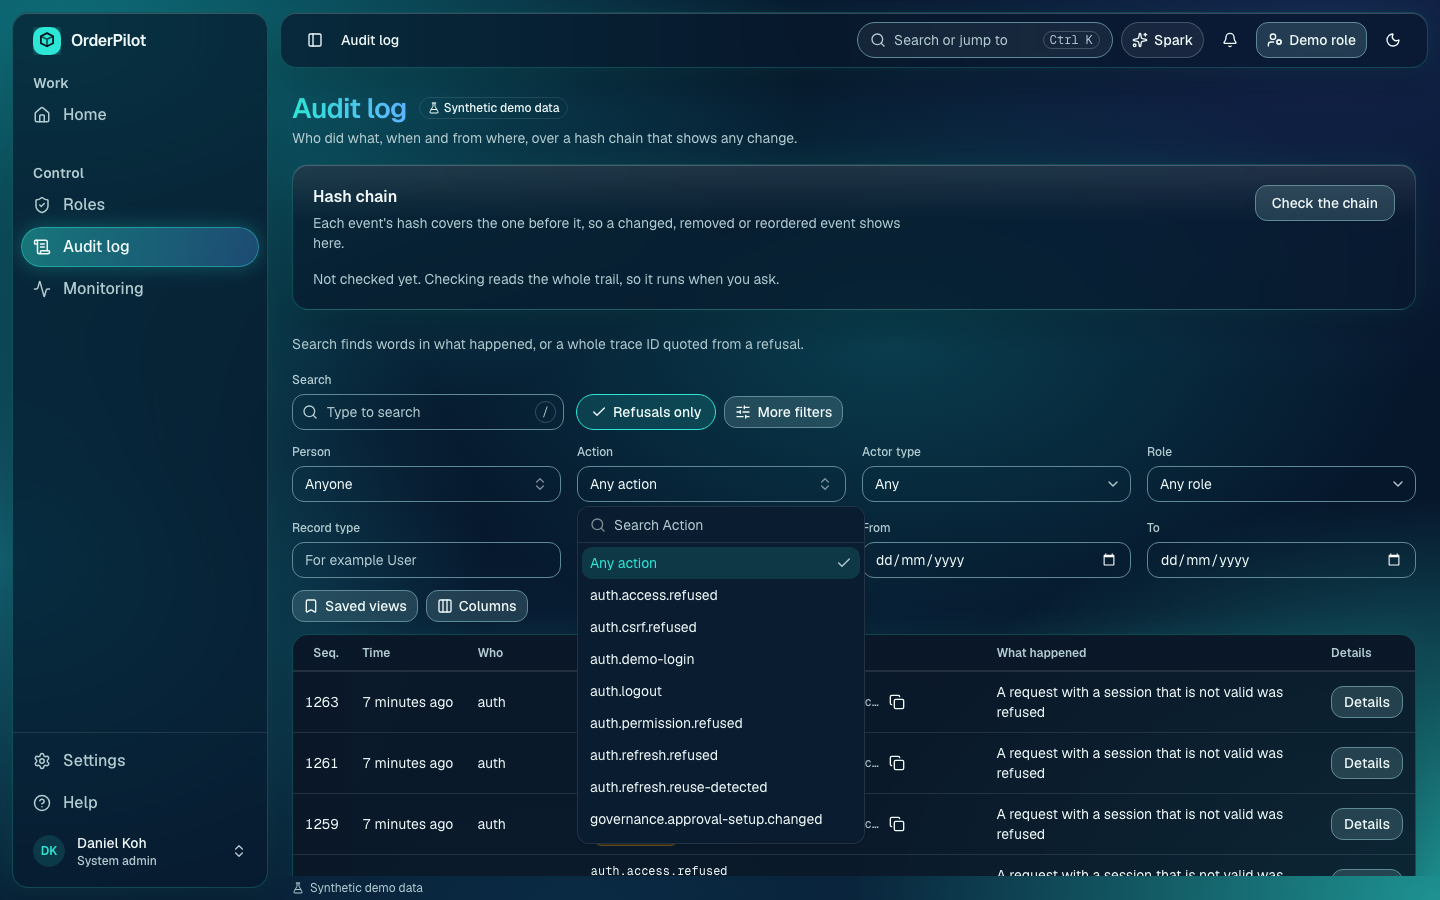 OrderPilot
Work
Home
Control
Roles
Audit log
Monitoring
Settings
Help
DK
Daniel Koh
System admin
Audit log
Search or jump to
Ctrl K
Spark
Demo role
Audit log
Synthetic demo data
Who did what, when and from where, over a hash chain that shows any change.
Hash chain
Each event's hash covers the one before it, so a changed, removed or reordered event shows
here.
Not checked yet. Checking reads the whole trail, so it runs when you ask.
Check the chain
Search finds words in what happened, or a whole trace ID quoted from a refusal.
Search
Type to search
/
Refusals only
More filters
Person
Action
Actor type
Role
Anyone
Any action
Any
Any role
Record type
From
To
For example User
dd/mm/yyyy
dd/mm/yyyy
Search Action
Any action
auth.access.refused
auth.csrf.refused
auth.demo-login
auth.logout
auth.permission.refused
auth.refresh.refused
auth.refresh.reuse-detected
governance.approval-setup.changed
Saved views
Columns
Seq.
Time
Who
What happened
Details
1263
7 minutes ago
auth
c…
A request with a session that is not valid was
refused
Details
1261
7 minutes ago
auth
c…
A request with a session that is not valid was
refused
Details
1259
7 minutes ago
auth
c…
A request with a session that is not valid was
refused
Details
auth.access.refused
A request with a session that is not valid was
Synthetic demo data